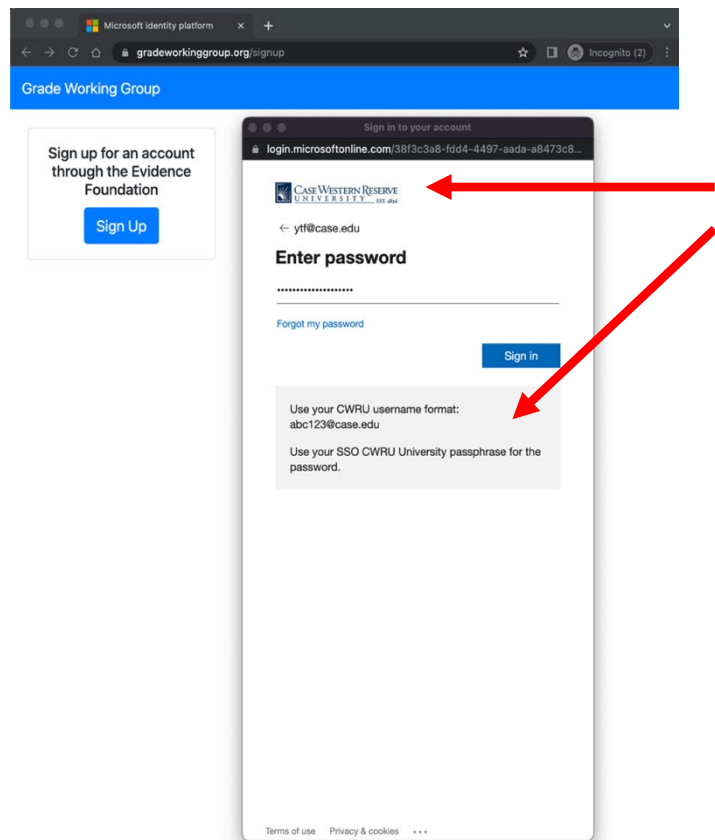 Microsoft identity platform
gradeworkinggroup.org/signup
Incognito (2)
Grade Working Group
Sign up for an account
through the Evidence
Foundation
Sign Up
Sign in to your account
login.microsoftonline.com/38f3c3a8-fdd4-4497-aada-a8473c8...
CASE WESTERN RESERVE
UNIVERSITY EST. 1826
ytf@case.edu
Enter password
Forgot my password
Sign in
Use your CWRU username format:
abc123@case.edu
Use your SSO CWRU University passphrase for the
password.
Terms of use Privacy & cookies ...